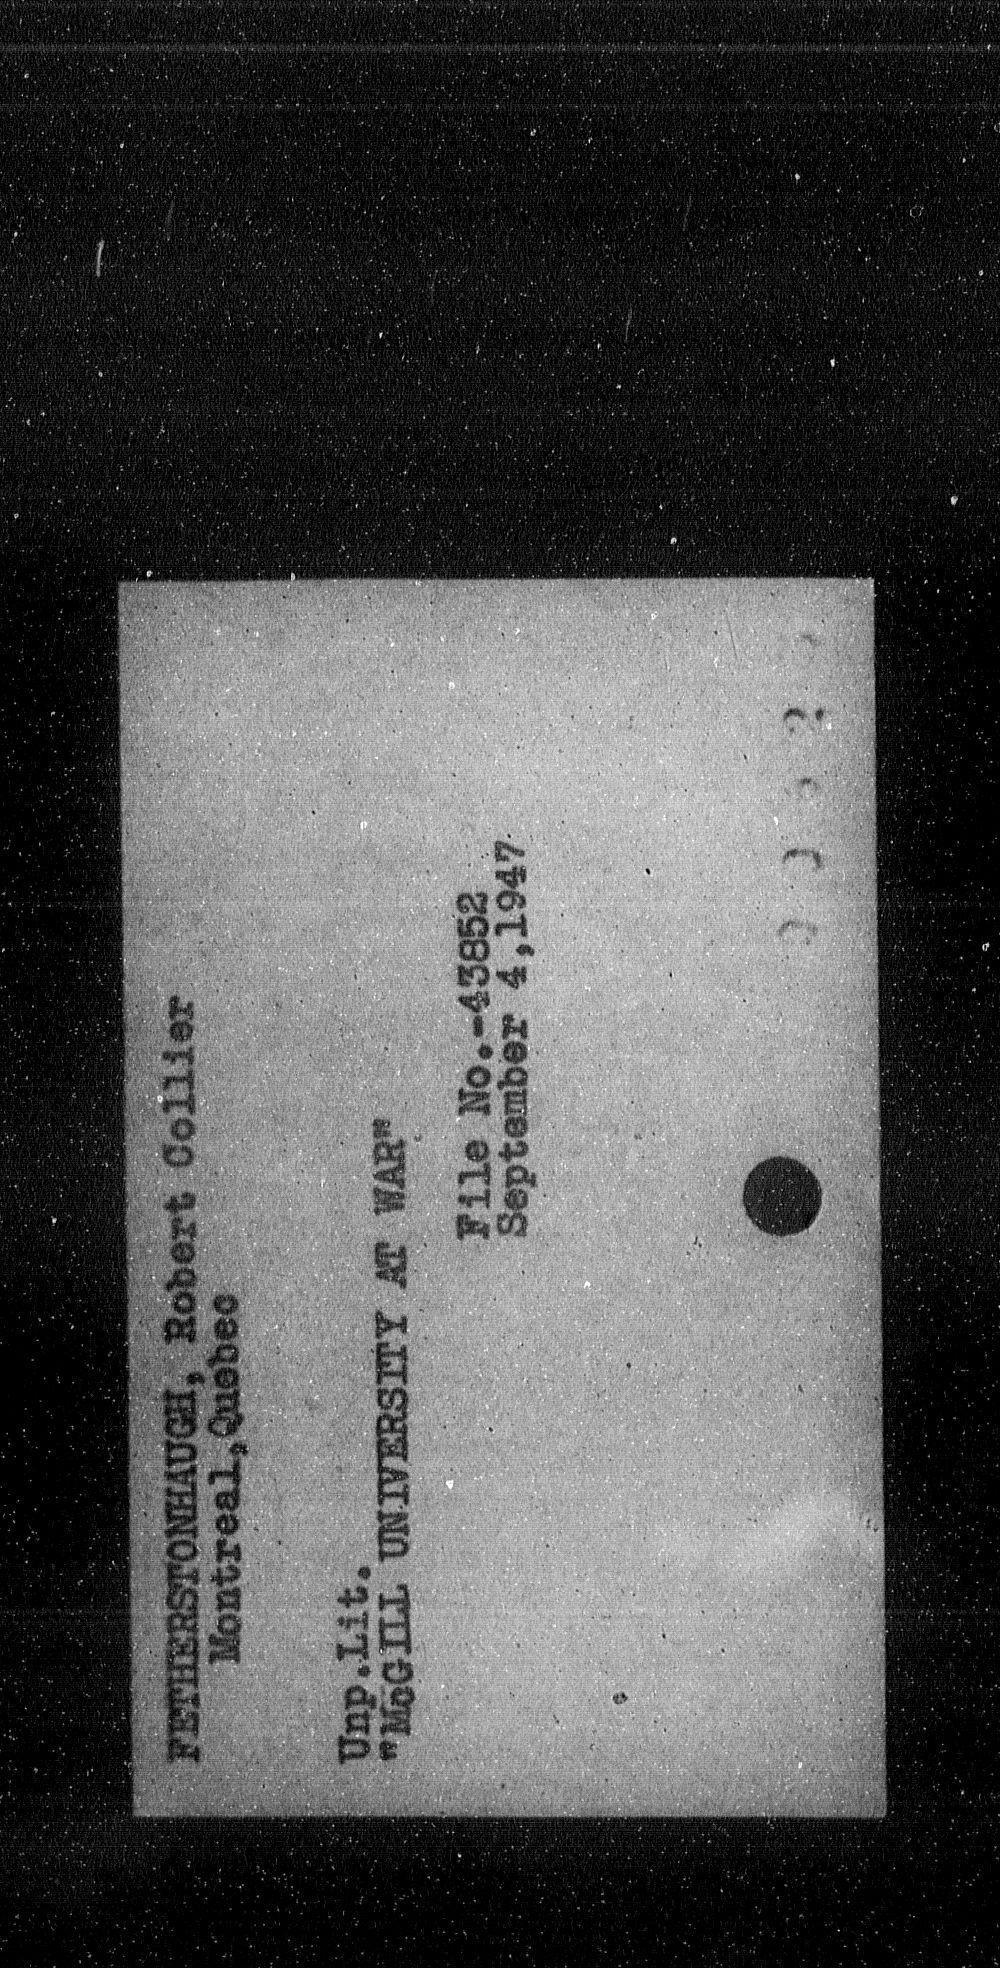 FETHERSTONHAUGH, Robert Collier
Montreal,Quebec
Unp.Lit.
"McGILL UNIVERSITY AT WAR"
File No.-43852
September 4,1947